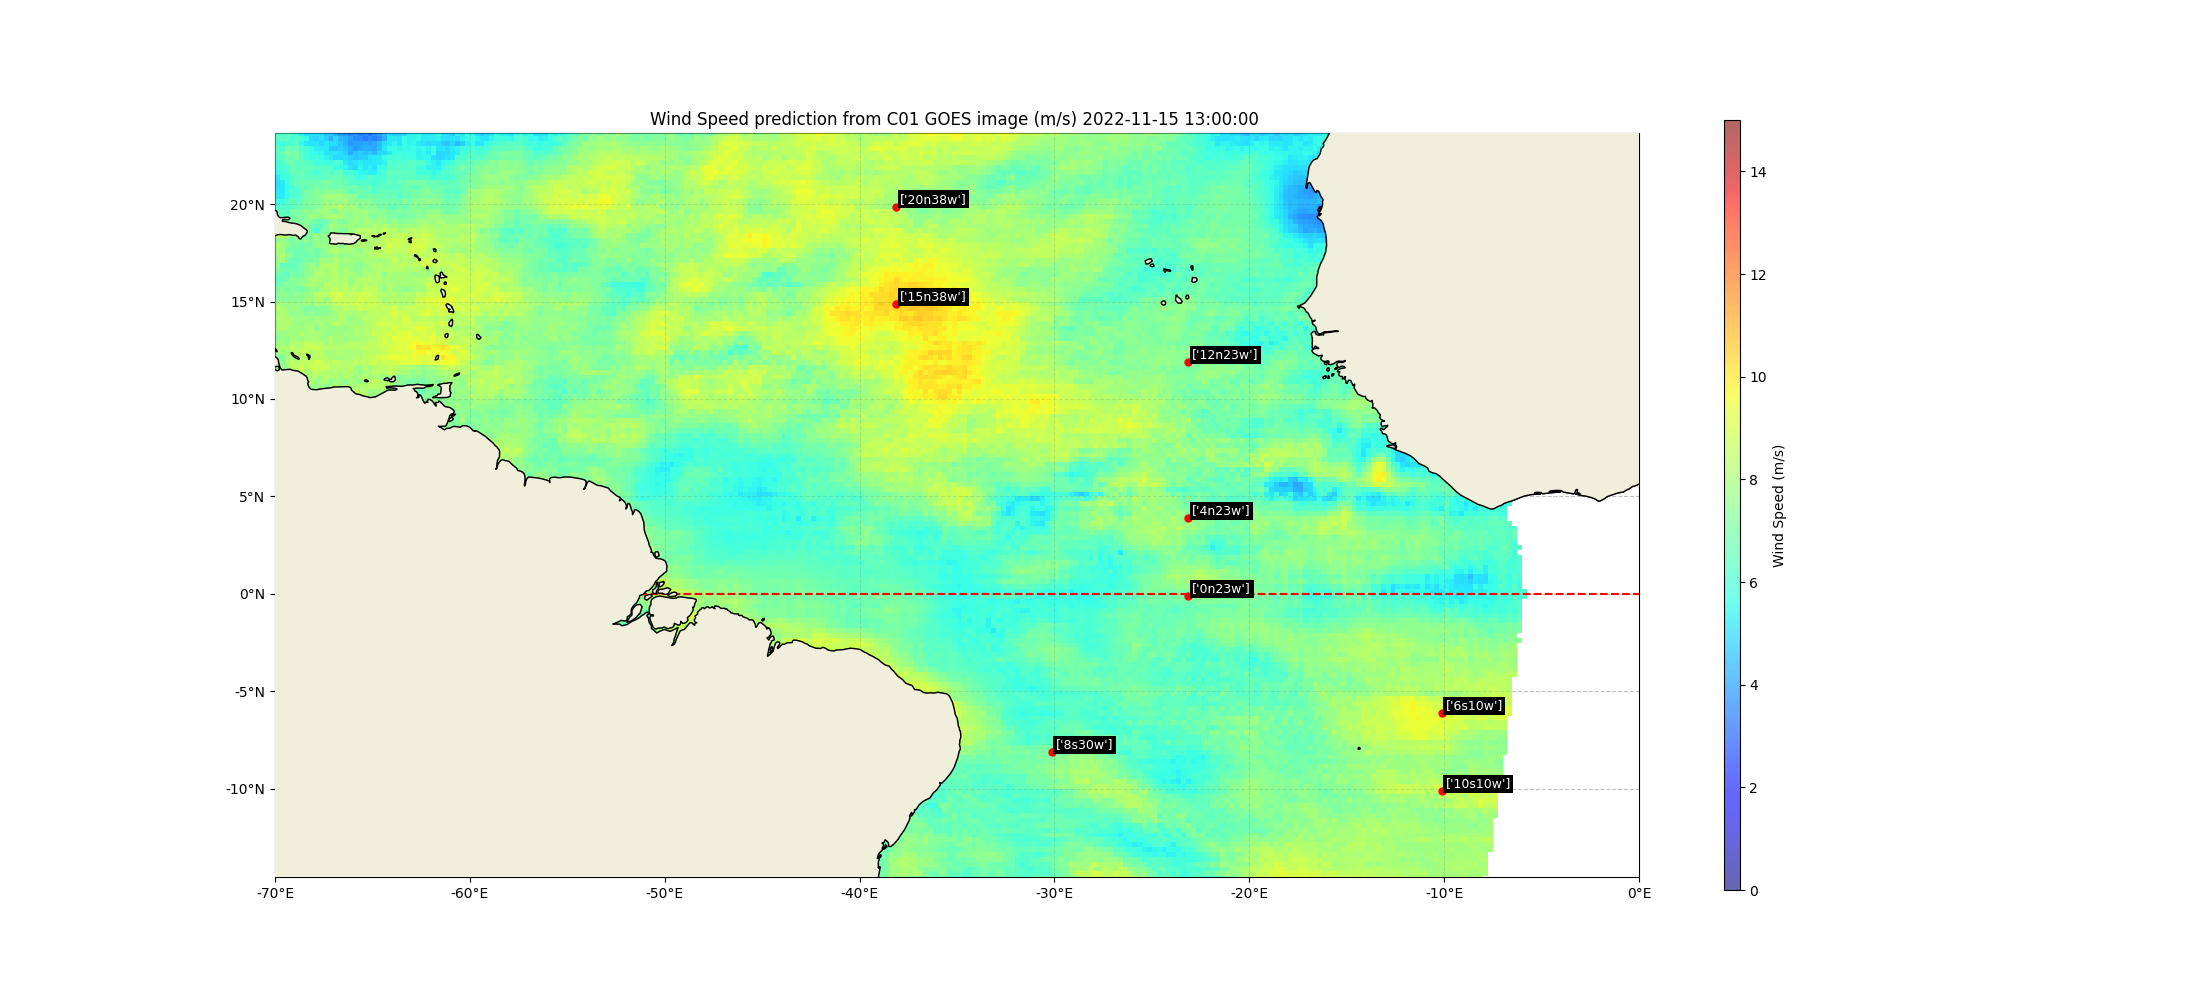 Wind Speed prediction from C01 GOES image (m/s) 2022-11-15 13:00:00
20°N
15°N
10°N
5°N
0°N
-5°N
-10°N
-70°E
-60°E
-50°E
-40°E
-30°E
-20°E
-10°E
0°E
['20n38w']
['15n38w']
['12n23w']
['4n23w']
['0n23w']
['6s10w']
['8s30w']
['10s10w']
14
12
10
8
6
4
2
0
Wind Speed (m/s)